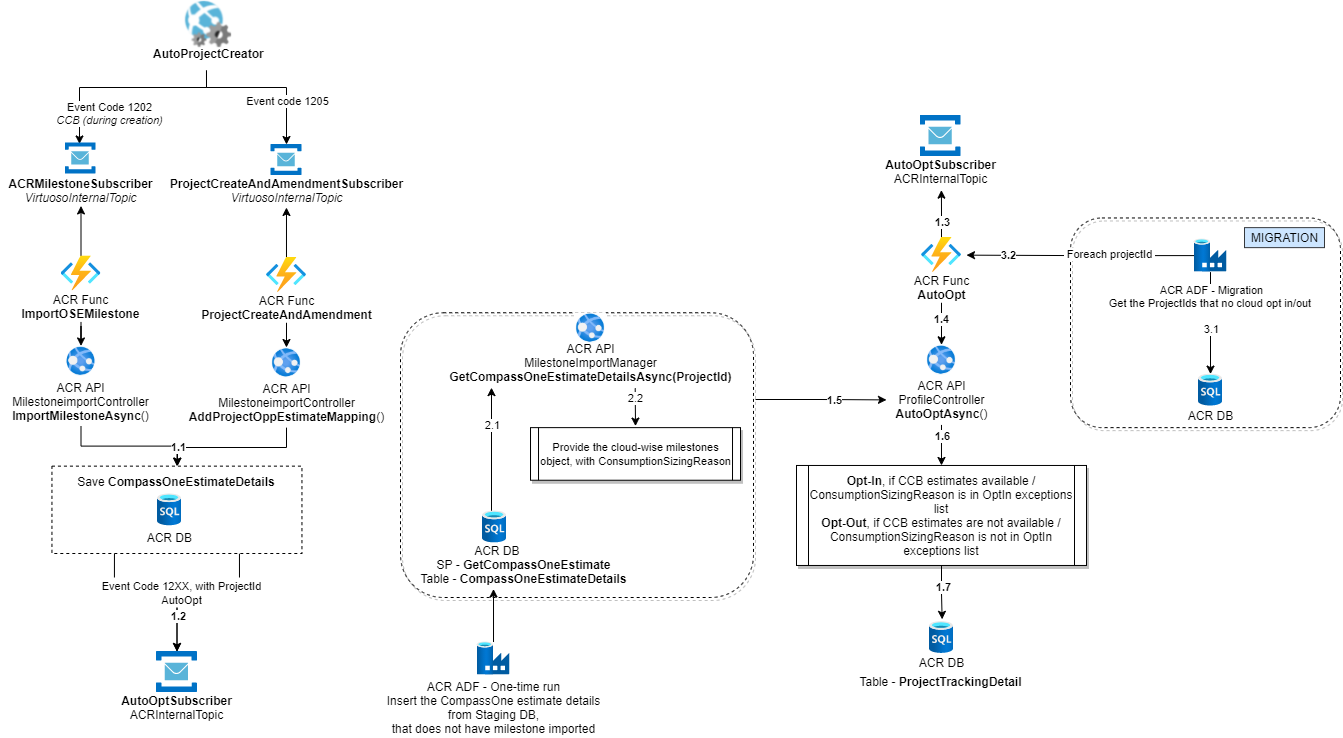 AutoProjectCreator
Event Code 1202
CCB (during creation)
Event code 1205
ACRMilestoneSubscriber
VirtuosoInternalTopic
ProjectCreateAndAmendmentSubscriber
VirtuosoInternalTopic
ACR Func
ImportOSEMilestone
ACR Func
ProjectCreateAndAmendment
ACR API
MilestoneimportController
ImportMilestoneAsync()
ACR API
MilestoneimportController
AddProjectOppEstimateMapping()
1.1
Save CompassOneEstimateDetails
SQL
ACR DB
Event Code 12XX, with ProjectId
AutoOpt
1.2
AutoOptSubscriber
ACRInternalTopic
ACR API
MilestoneImportManager
GetCompassOneEstimateDetailsAsync(ProjectId)
2.1
2.2
Provide the cloud-wise milestones
object, with ConsumptionSizingReason
SQL
ACR DB
SP - GetCompassOneEstimate
Table - CompassOneEstimateDetails
ACR ADF - One-time run
Insert the CompassOne estimate details
from Staging DB,
that does not have milestone imported
1.5
AutoOptSubscriber
ACRInternalTopic
1.3
ACR Func
AutoOpt
1.4
ACR API
ProfileController
AutoOptAsync()
1.6
Opt-In, if CCB estimates available /
ConsumptionSizingReason is in OptIn exceptions
list
Opt-Out, if CCB estimates are not available /
ConsumptionSizingReason is not in OptIn
exceptions list
1.7
SQL
ACR DB
Table - ProjectTrackingDetail
3.2
Foreach projectId
MIGRATION
ACR ADF - Migration
Get the ProjectIds that no cloud opt in/out
3.1
SQL
ACR DB